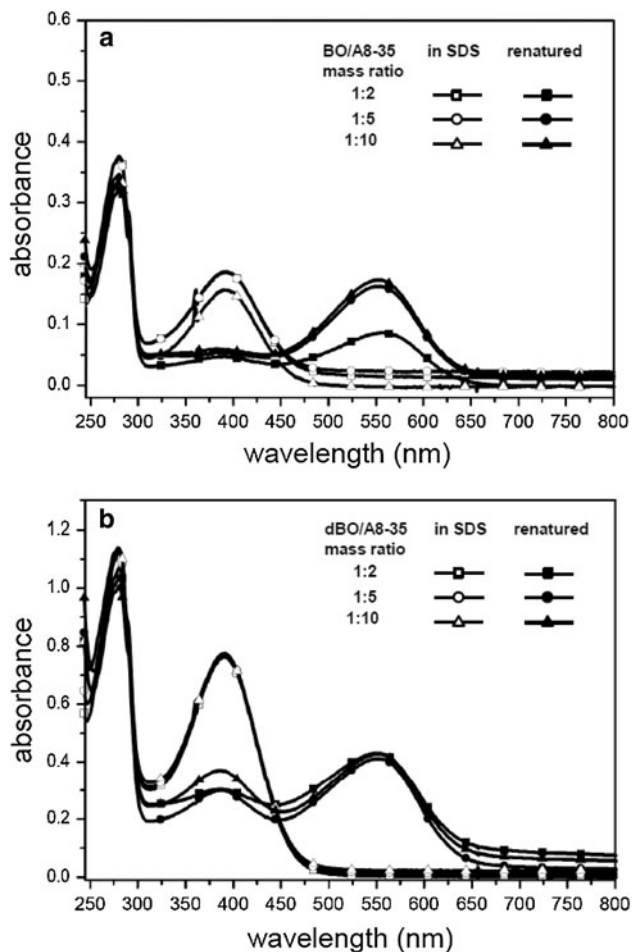 a
0.6
0.5
0.4
0.3
0.2
0.1
0.0
absorbance
BO/A8-35 in SDS renatured
mass ratio
1:2
1:5
1:10
250 300 350 400 450 500 550 600 650 700 750 800
wavelength (nm)
b
1.2
1.0
0.8
0.6
0.4
0.2
0.0
absorbance
dBO/A8-35 in SDS renatured
mass ratio
1:2
1:5
1:10
250 300 350 400 450 500 550 600 650 700 750 800
wavelength (nm)